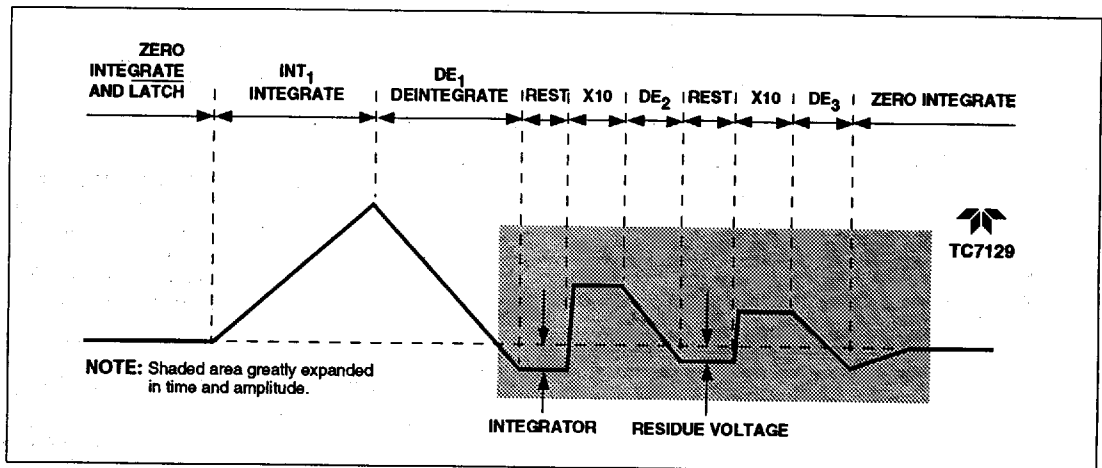 ZERO
INTEGRATE
AND LATCH
INT1
INTEGRATE
DE1
DEINTEGRATE
REST
X10
DE2
REST
X10
DE3
ZERO INTEGRATE
TC7129
NOTE: Shaded area greatly expanded
in time and amplitude.
INTEGRATOR
RESIDUE VOLTAGE